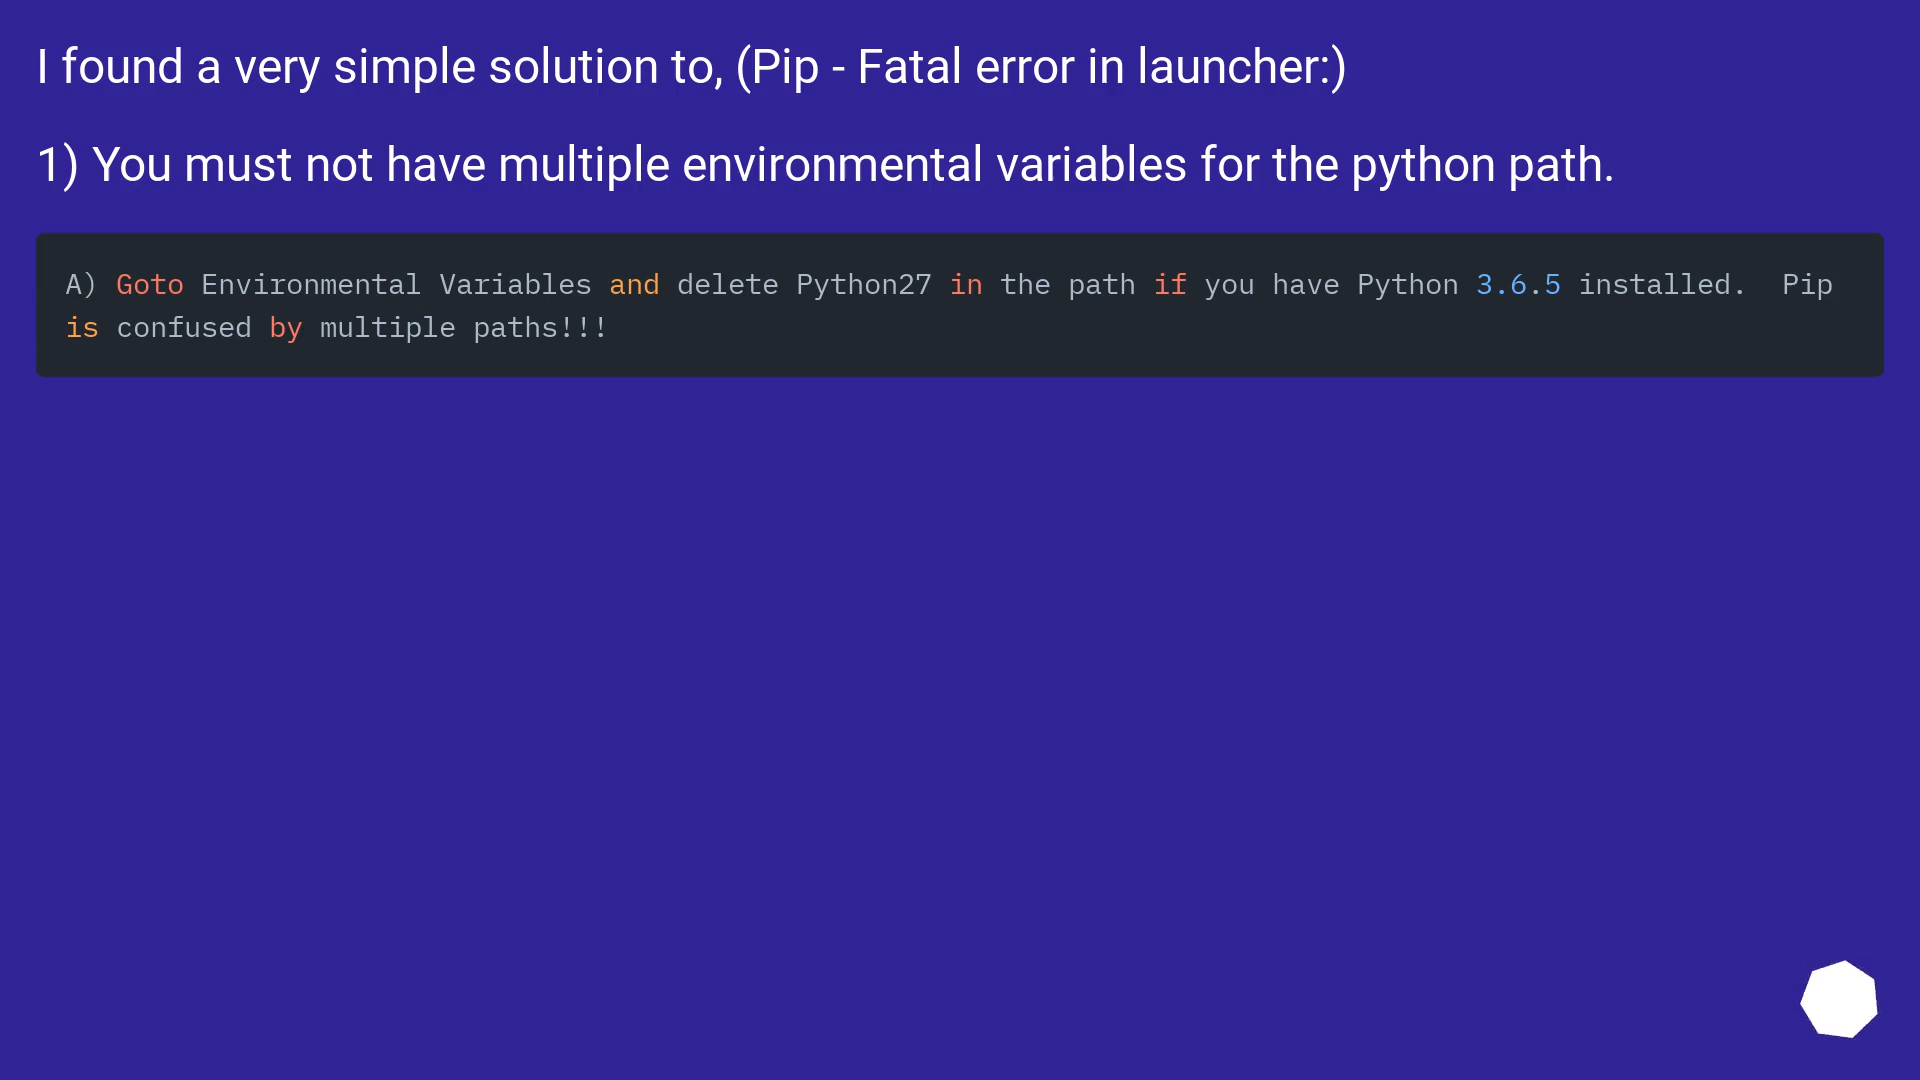 I found a very simple solution to, (Pip - Fatal error in launcher:)
1) You must not have multiple environmental variables for the python path.
A) Goto Environmental Variables and delete Python27 in the path if you have Python 3.6.5 installed.  Pip
is confused by multiple paths!!!